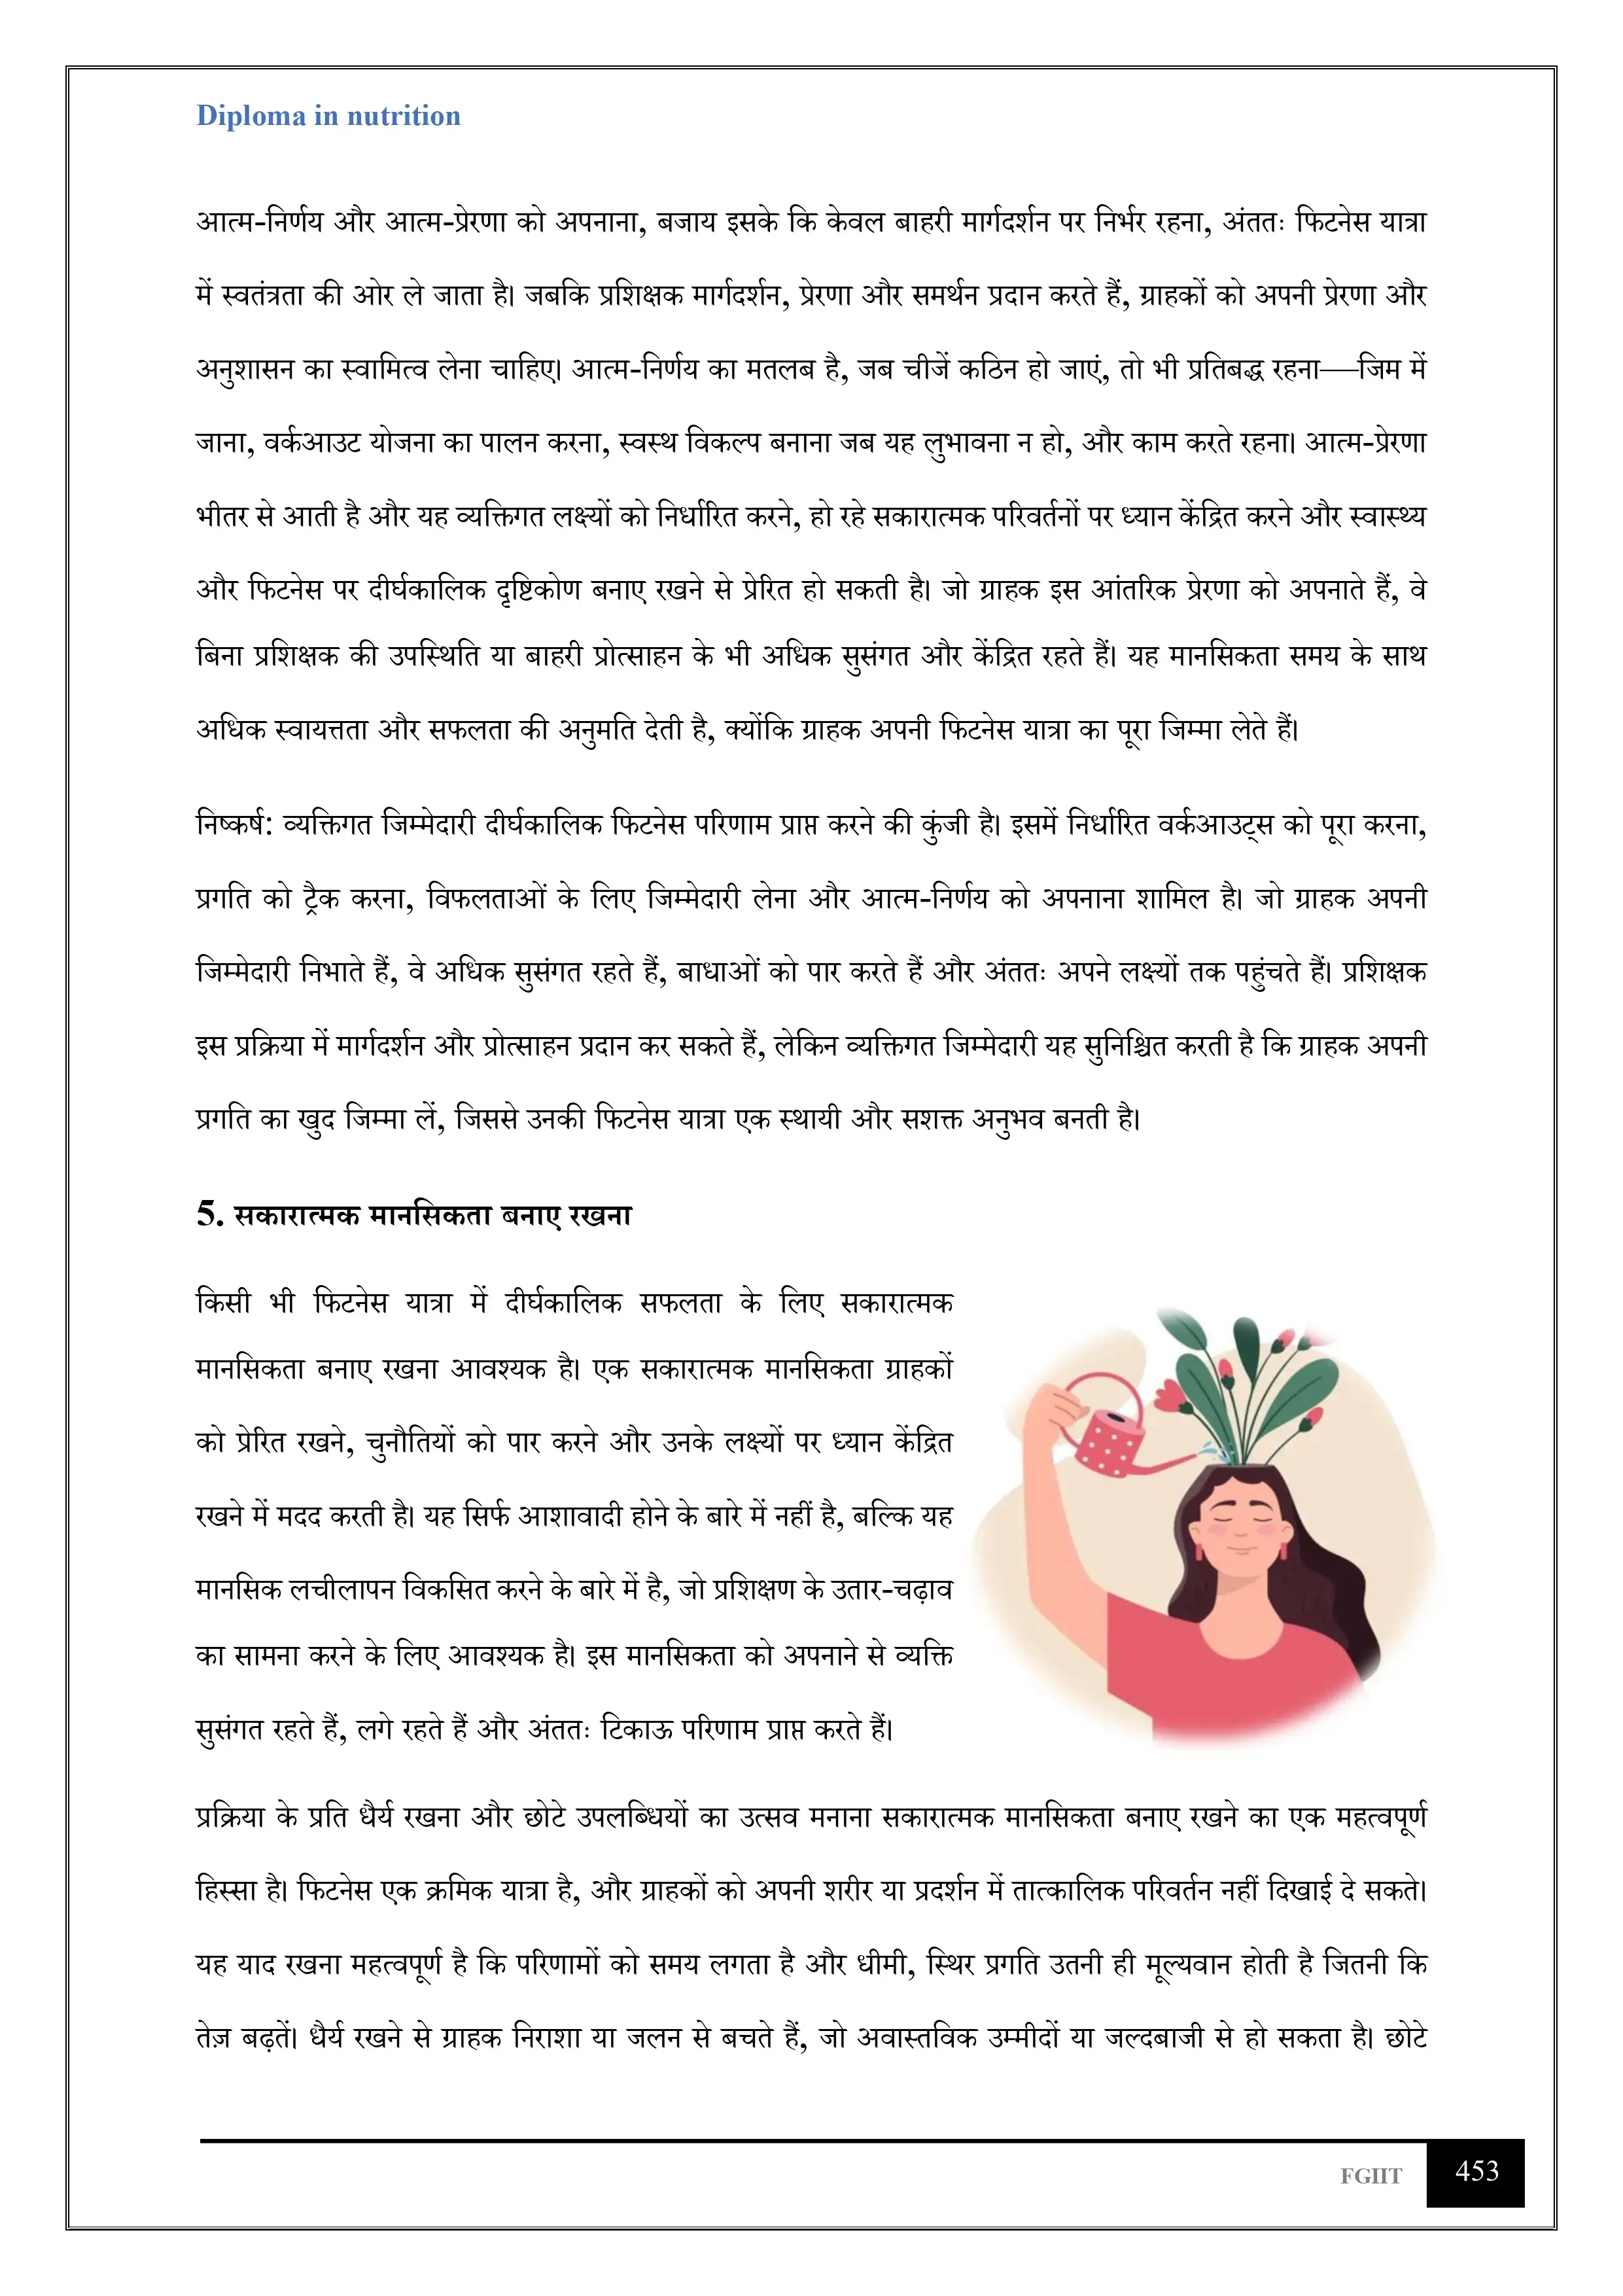 Diploma in nutrition
आत्म-निर्णय और आत्म-प्रेरणा को अपनाना, बजाय इसके कि केवल बाहरी मार्गदर्शन पर निर्भर रहना, अंततः फिटनेस यात्रा
में स्वतंत्रता की ओर ले जाता है। जबकि प्रशिक्षक मार्गदर्शन, प्रेरणा और समर्थन प्रदान करते हैं, ग्राहकों को अपनी प्रेरणा और
अनुशासन का स्वामित्व लेना चाहिए। आत्म-निर्णय का मतलब है, जब चीजें कठिन हो जाएं, तो भी प्रतिबद्ध रहना—जिम में
जाना, वर्कआउट योजना का पालन करना, स्वस्थ विकल्प बनाना जब यह लुभावना न हो, और काम करते रहना। आत्म-प्रेरणा
भीतर से आती है और यह व्यक्तिगत लक्ष्यों को निर्धारित करने, हो रहे सकारात्मक परिवर्तनों पर ध्यान केंद्रित करने और स्वास्थ्य
और फिटनेस पर दीर्घकालिक दृष्टिकोण बनाए रखने से प्रेरित हो सकती है। जो ग्राहक इस आंतरिक प्रेरणा को अपनाते हैं, वे
बिना प्रशिक्षक की उपस्थिति या बाहरी प्रोत्साहन के भी अधिक सुसंगत और केंद्रित रहते हैं। यह मानसिकता समय के साथ
अधिक स्वायत्तता और सफलता की अनुमति देती है, क्योंकि ग्राहक अपनी फिटनेस यात्रा का पूरा जिम्मा लेते हैं।
निष्कर्ष: व्यक्तिगत जिम्मेदारी दीर्घकालिक फिटनेस परिणाम प्राप्त करने की कुंजी है। इसमें निर्धारित वर्कआउट्स को पूरा करना,
प्रगति को ट्रैक करना, विफलताओं के लिए जिम्मेदारी लेना और आत्म-निर्णय को अपनाना शामिल है। जो ग्राहक अपनी
जिम्मेदारी निभाते हैं, वे अधिक सुसंगत रहते हैं, बाधाओं को पार करते हैं और अंततः अपने लक्ष्यों तक पहुंचते हैं। प्रशिक्षक
इस प्रक्रिया में मार्गदर्शन और प्रोत्साहन प्रदान कर सकते हैं, लेकिन व्यक्तिगत जिम्मेदारी यह सुनिश्चित करती है कि ग्राहक अपनी
प्रगति का खुद जिम्मा लें, जिससे उनकी फिटनेस यात्रा एक स्थायी और सशक्त अनुभव बनती है।
5. सकारात्मक मानसिकता बनाए रखना
किसी भी फिटनेस यात्रा में दीर्घकालिक सफलता के लिए सकारात्मक
मानसिकता बनाए रखना आवश्यक है। एक सकारात्मक मानसिकता ग्राहकों
को प्रेरित रखने, चुनौतियों को पार करने और उनके लक्ष्यों पर ध्यान केंद्रित
रखने में मदद करती है। यह सिर्फ आशावादी होने के बारे में नहीं है, बल्कि यह
मानसिक लचीलापन विकसित करने के बारे में है, जो प्रशिक्षण के उतार-चढ़ाव
का सामना करने के लिए आवश्यक है। इस मानसिकता को अपनाने से व्यक्ति
सुसंगत रहते हैं, लगे रहते हैं और अंततः टिकाऊ परिणाम प्राप्त करते हैं।
प्रक्रिया के प्रति धैर्य रखना और छोटे उपलब्धियों का उत्सव मनाना सकारात्मक मानसिकता बनाए रखने का एक महत्वपूर्ण
हिस्सा है। फिटनेस एक क्रमिक यात्रा है, और ग्राहकों को अपनी शरीर या प्रदर्शन में तात्कालिक परिवर्तन नहीं दिखाई दे सकते।
यह याद रखना महत्वपूर्ण है कि परिणामों को समय लगता है और धीमी, स्थिर प्रगति उतनी ही मूल्यवान होती है जितनी कि
तेज़ बढ़तें। धैर्य रखने से ग्राहक निराशा या जलन से बचते हैं, जो अवास्तविक उम्मीदों या जल्दबाजी से हो सकता है। छोटे
FGIIT
453